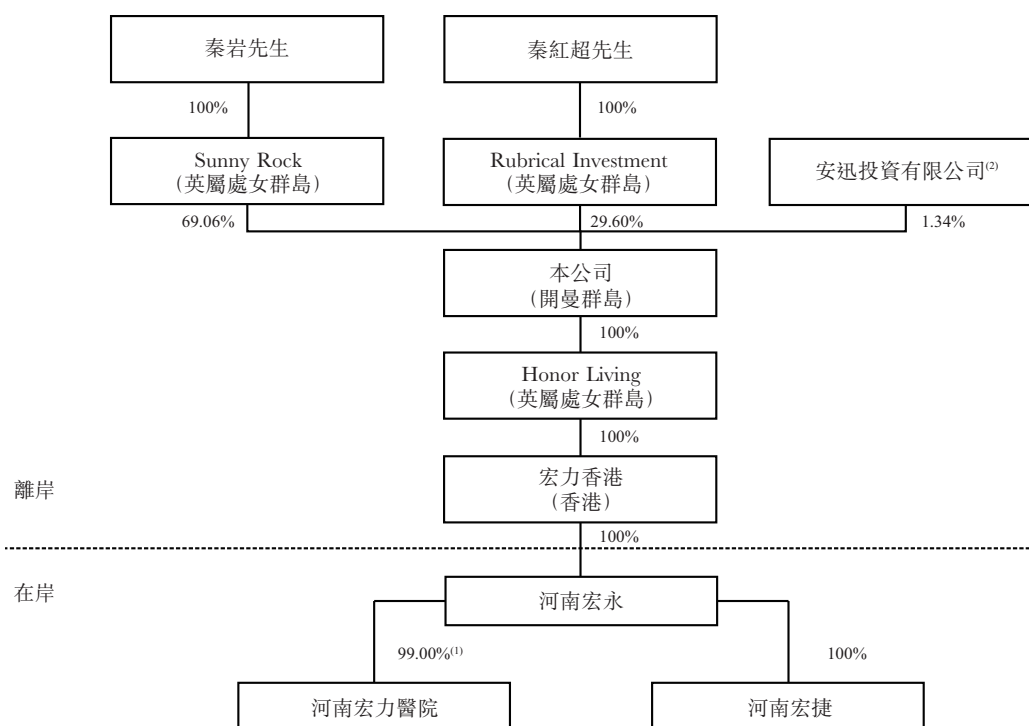 秦岩先生
秦紅超先生
100%
100%
Sunny Rock
(英屬處女群島)
Rubrical Investment
(英屬處女群島)
安迅投資有限公司(2)
69.06%
29.60%
1.34%
本公司
(開曼群島)
100%
Honor Living
(英屬處女群島)
100%
宏力香港
(香港)
離岸
100%
在岸
河南宏永
99.00%(1)
100%
河南宏力醫院
河南宏捷